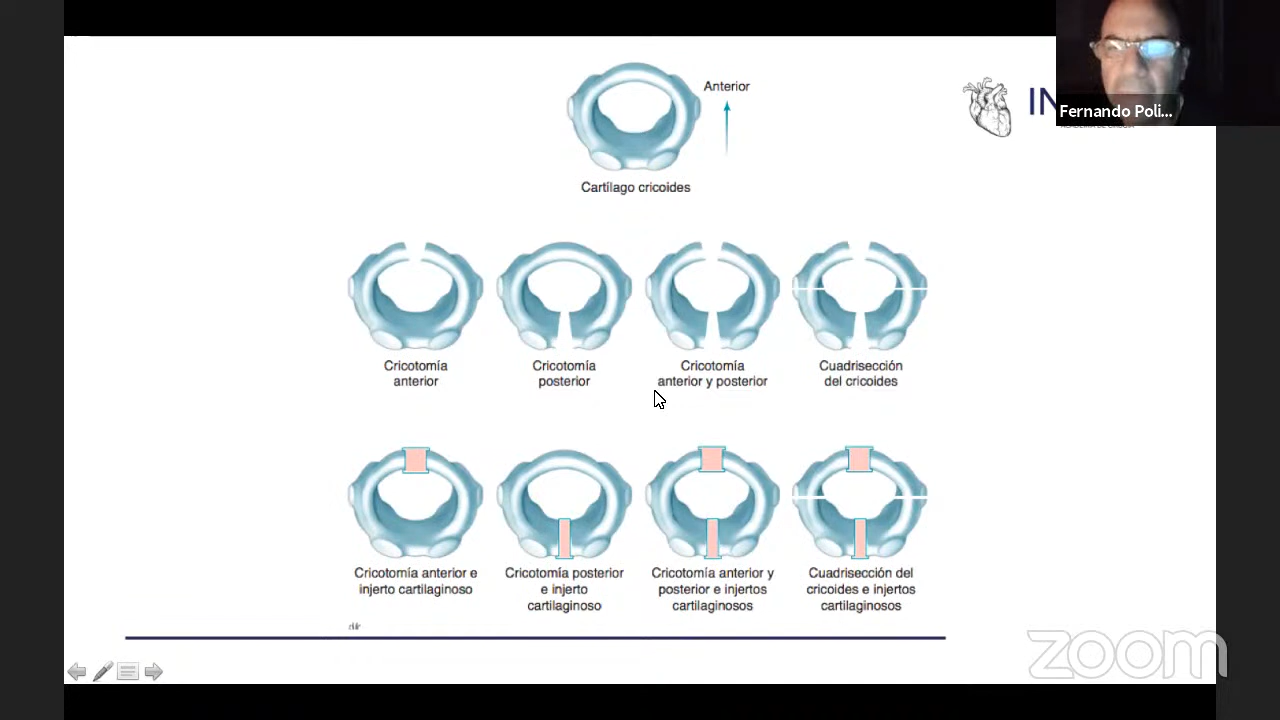 Anterior
IN
Fernando Poli...
Cartílago cricoides
Cricotomía
anterior
Cricotomía
posterior
Cricotomía
anterior y posterior
Cuadrisección
del cricoides
Cricotomía anterior e
injerto cartilaginoso
Cricotomía posterior
e injerto
cartilaginoso
Cricotomía anterior y
posterior e injertos
cartilaginosos
Cuadrisección del
cricoides e injertos
cartilaginosos
zoom